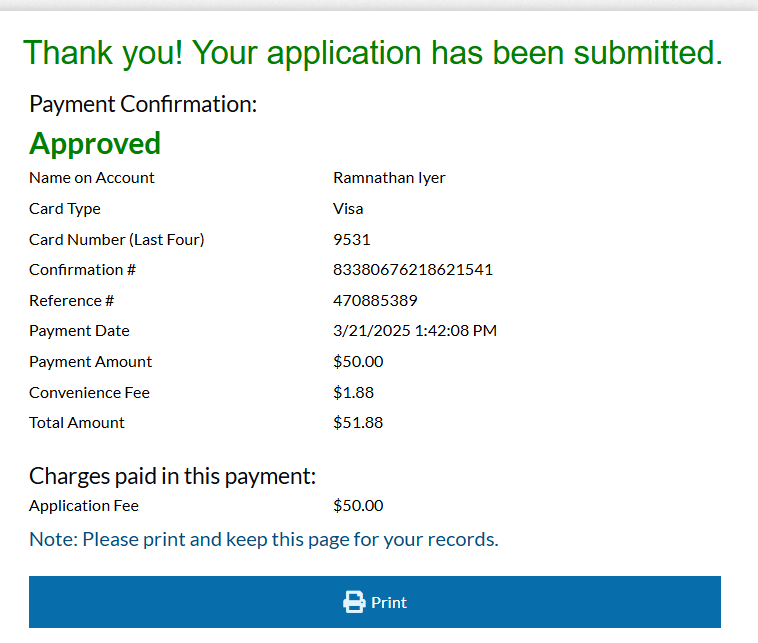 Thank you! Your application has been submitted.
Payment Confirmation:
Approved
Name on Account Ramnathan Iyer
Card Type Visa
Card Number (Last Four) 9531
Confirmation # 83380676218621541
Reference # 470885389
Payment Date 3/21/2025 1:42:08 PM
Payment Amount $50.00
Convenience Fee $1.88
Total Amount $51.88
Charges paid in this payment:
Application Fee $50.00
Note: Please print and keep this page for your records.
Print